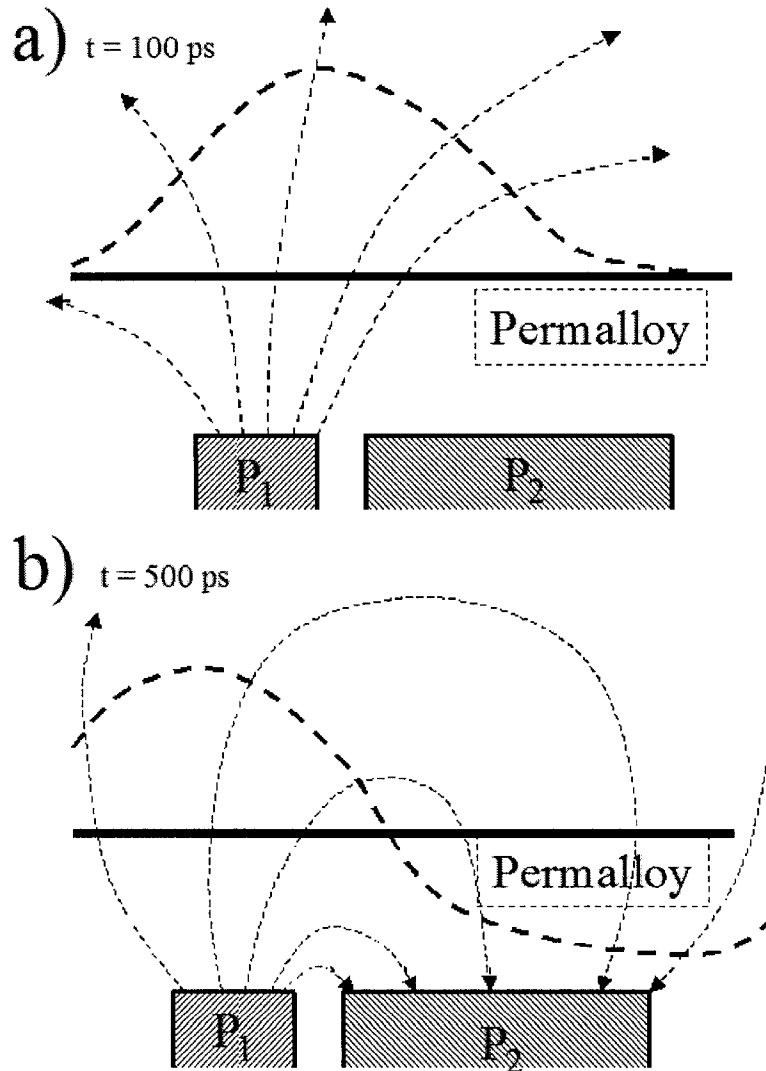 a) t = 100 ps
Permalloy
P1 P2
b) t = 500 ps
Permalloy
P1 P2